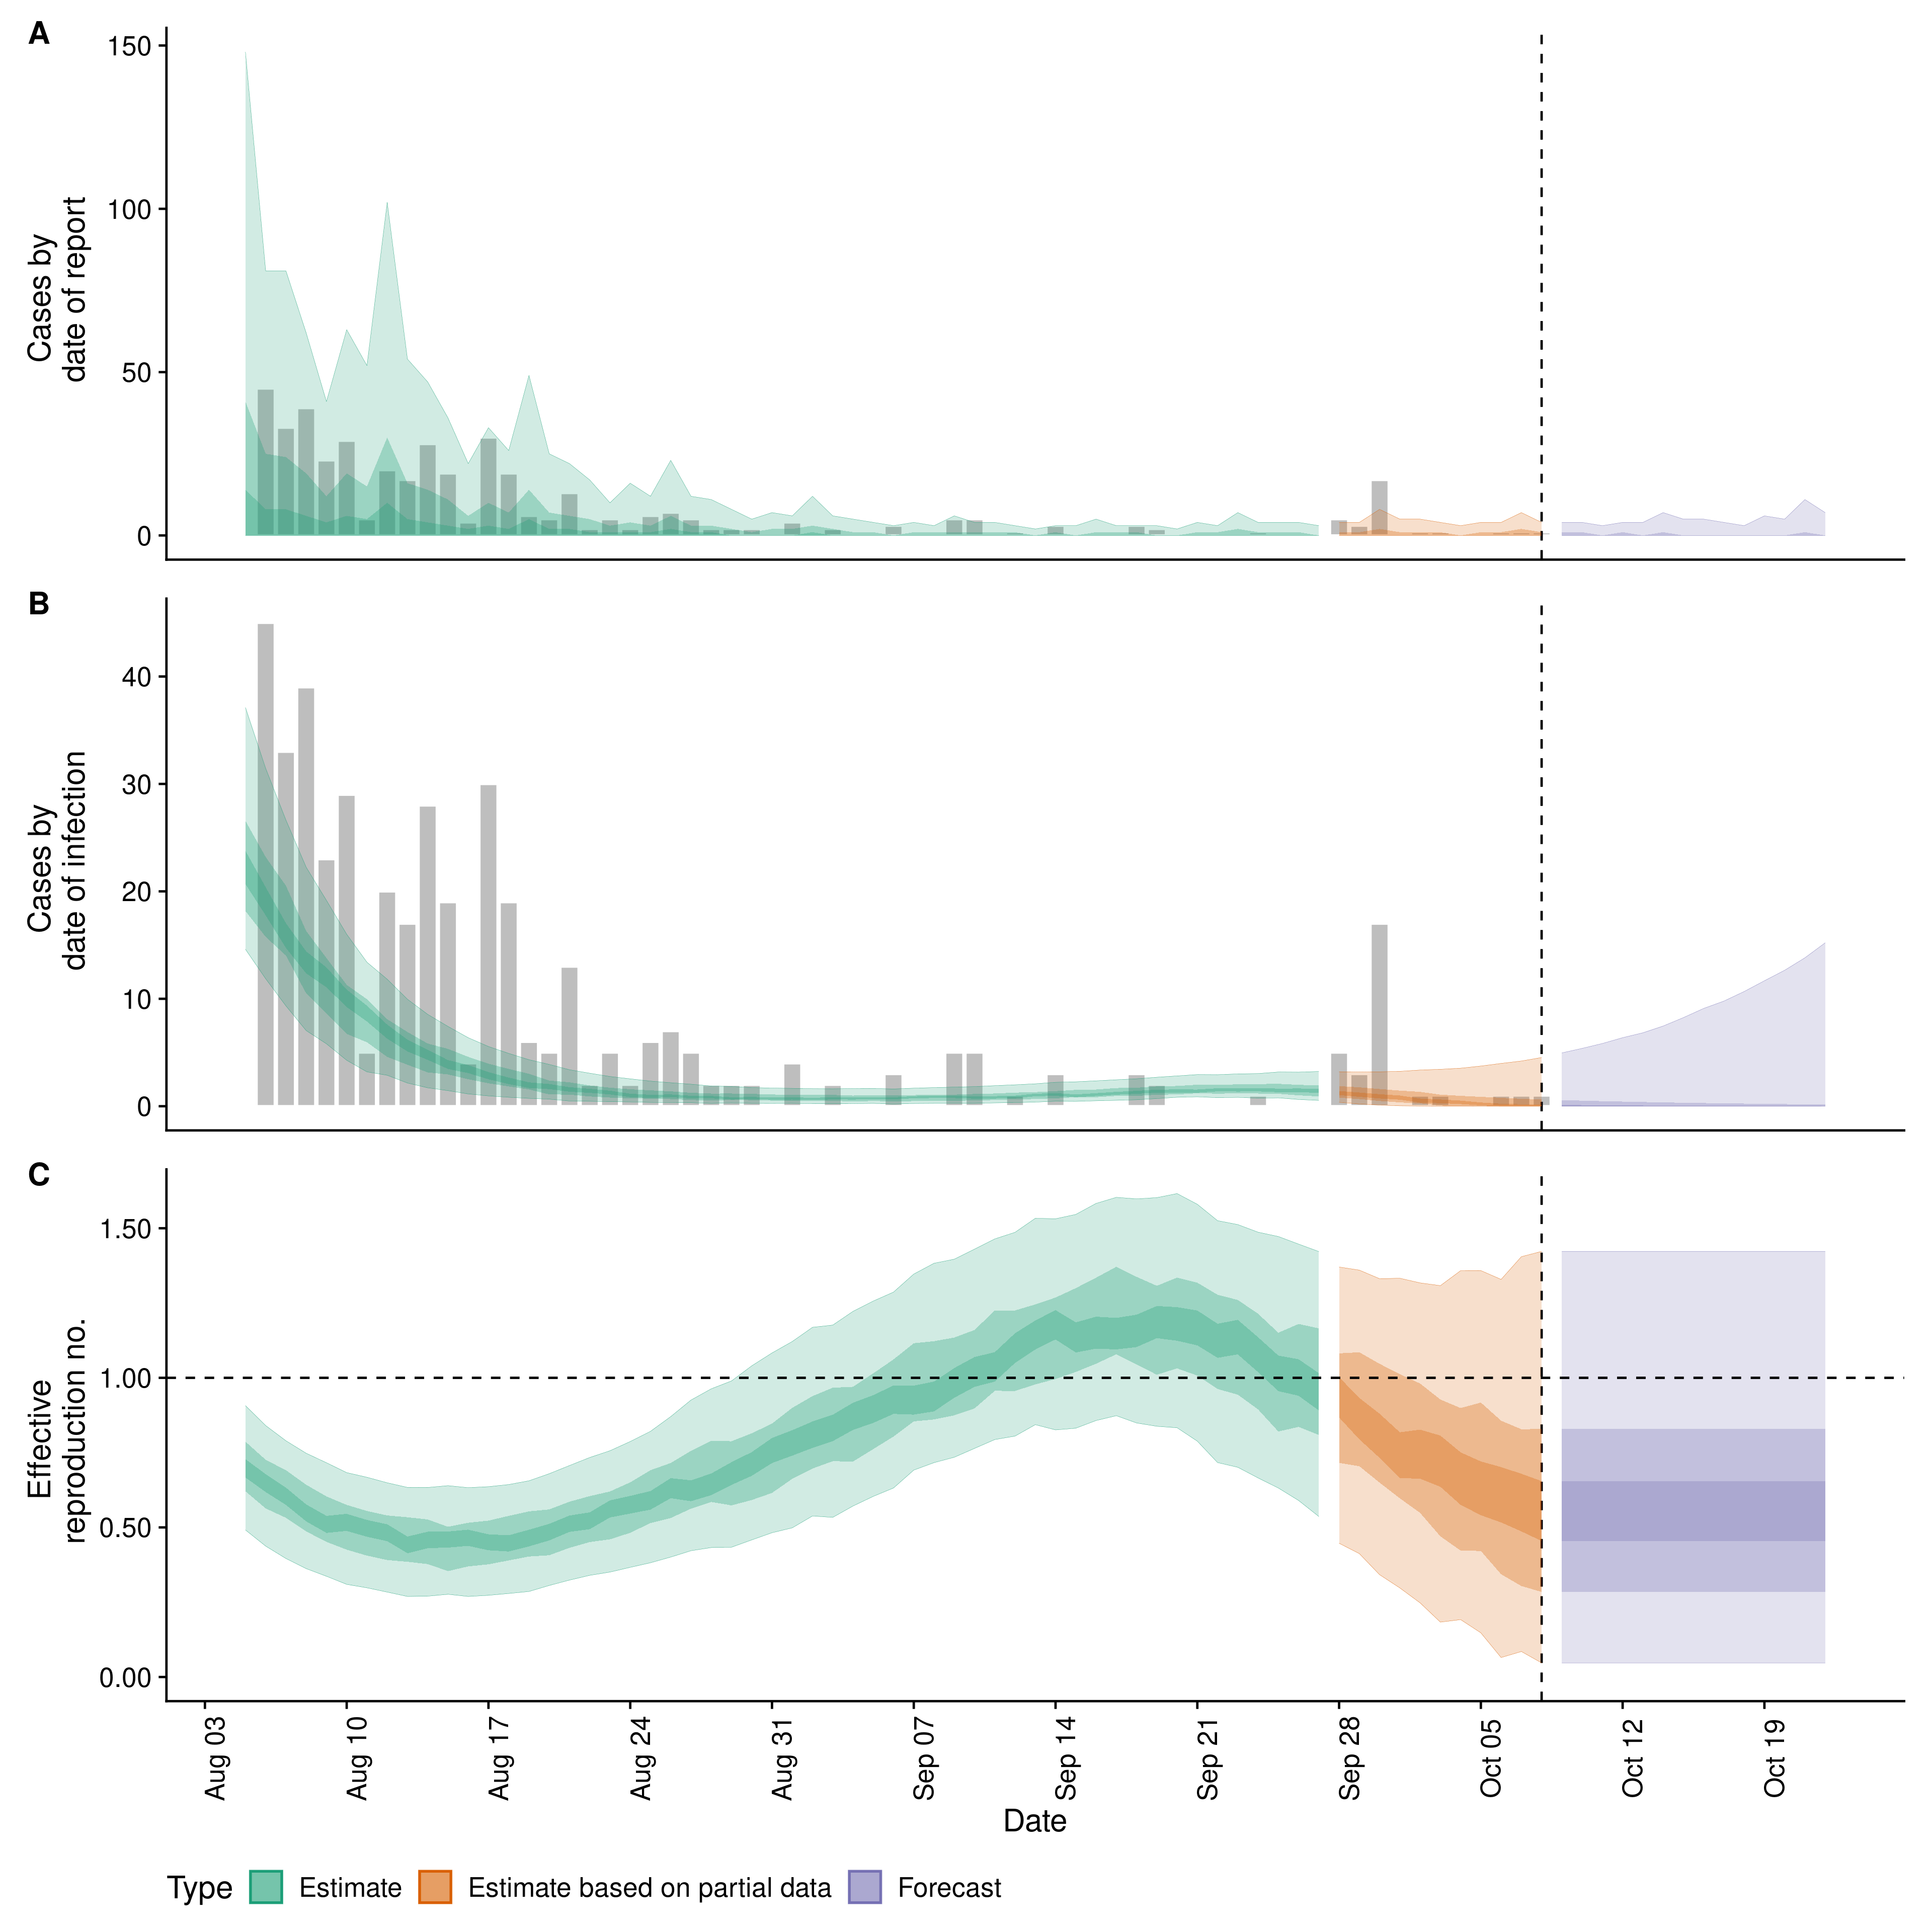 A
Cases by
date of report
150
100
50
0
B
Cases by
date of infection
40
30
20
10
0
C
Effective
reproduction no.
1.50
1.00
0.50
0.00
Aug 03
Aug 10
Aug 17
Aug 24
Aug 31
Sep 07
Sep 14
Sep 21
Sep 28
Oct 05
Oct 12
Oct 19
Date
Type Estimate Estimate based on partial data Forecast